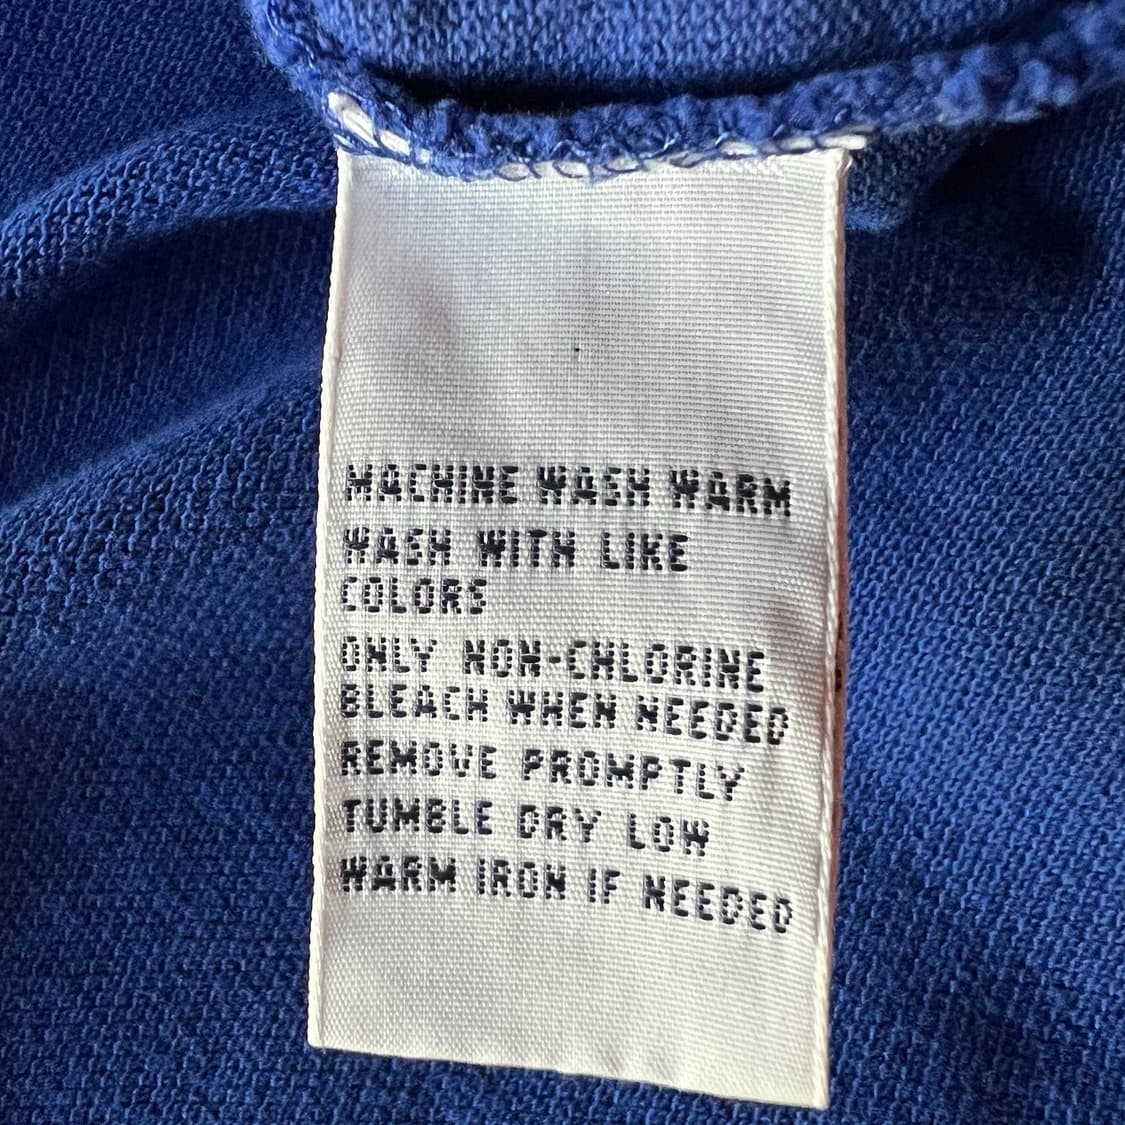 MACHINE WASH WARM
WASH WITH LIKE
COLORS
ONLY NON-CHLORINE
BLEACH WHEN NEEDED
REMOVE PROMPTLY
TUMBLE DRY LOW
WARM IRON IF NEEDED